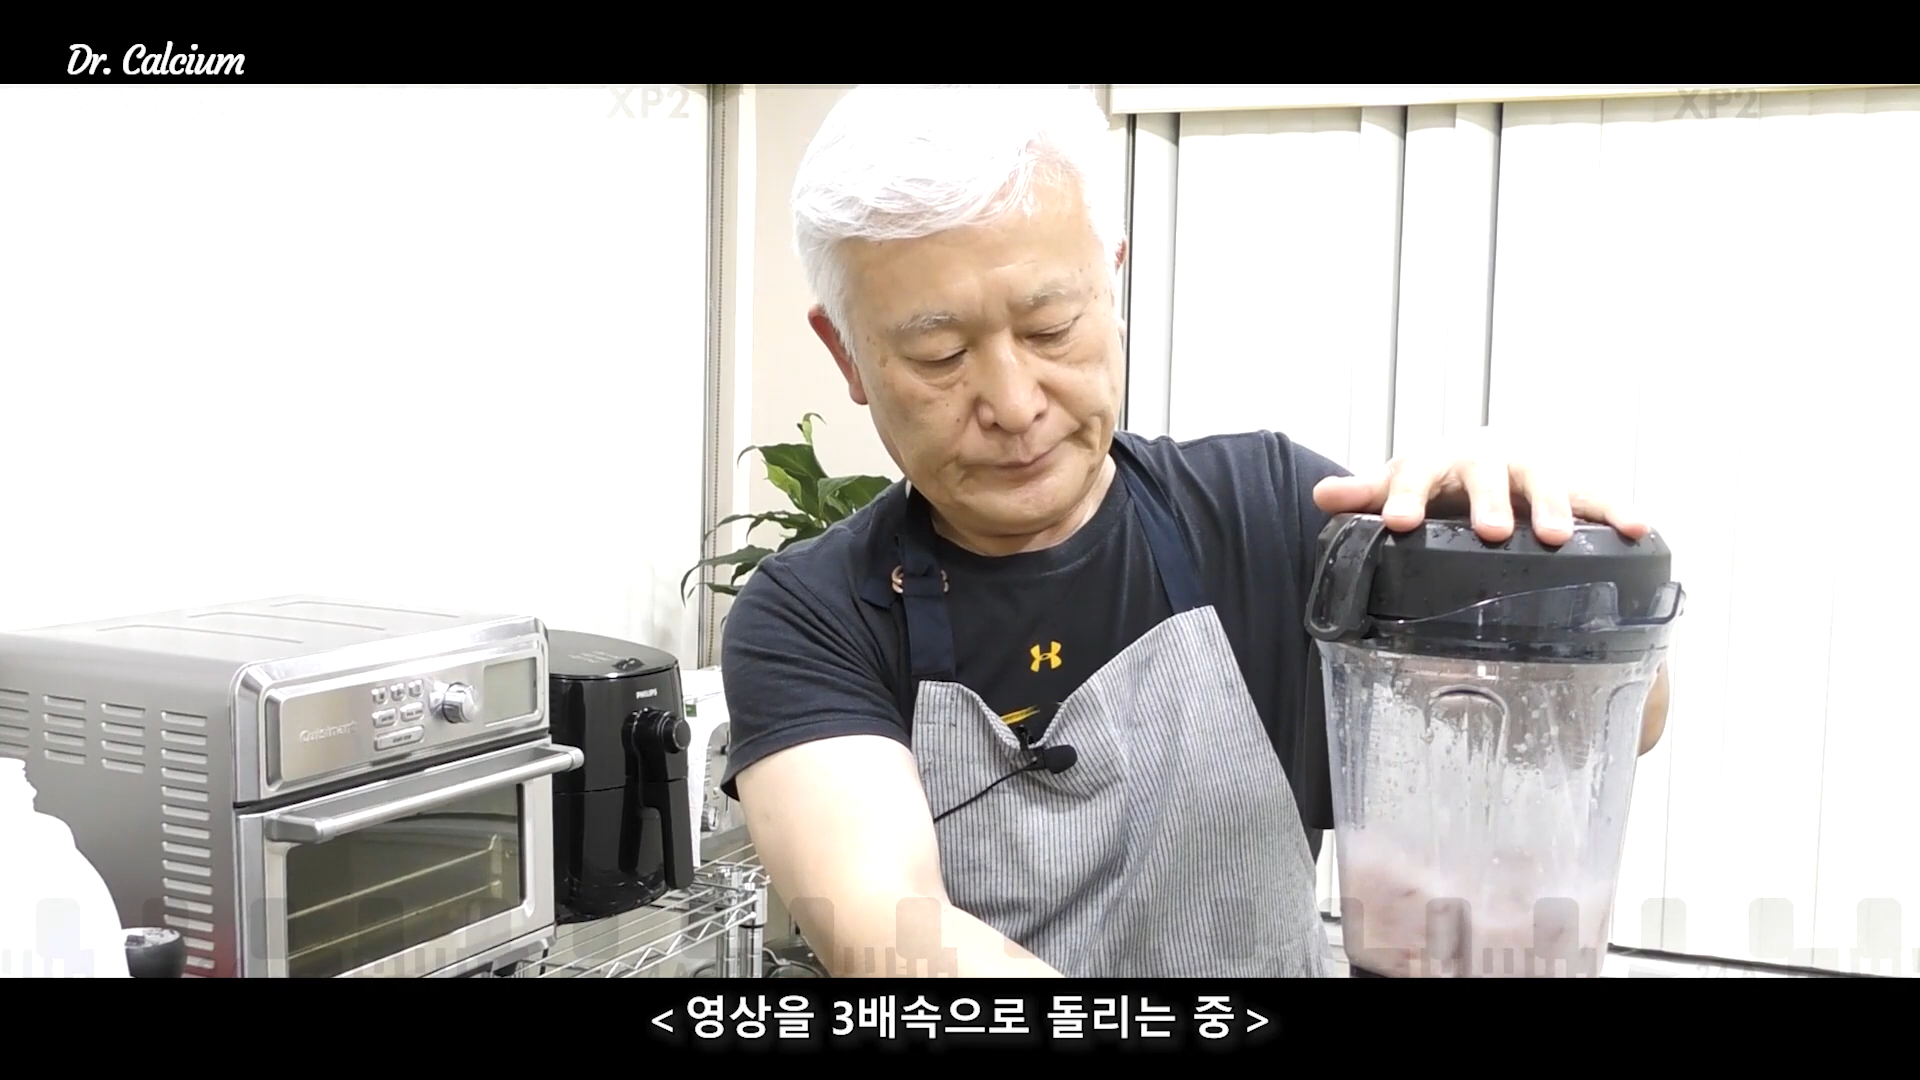 Dr. Calcium
XP2 XP2
PHILIPS
Cuisinart
< 영상을 3배속으로 돌리는 중 >